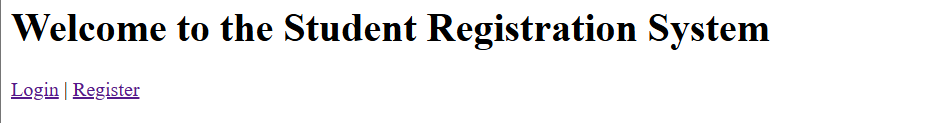 Welcome to the Student Registration System
Login | Register